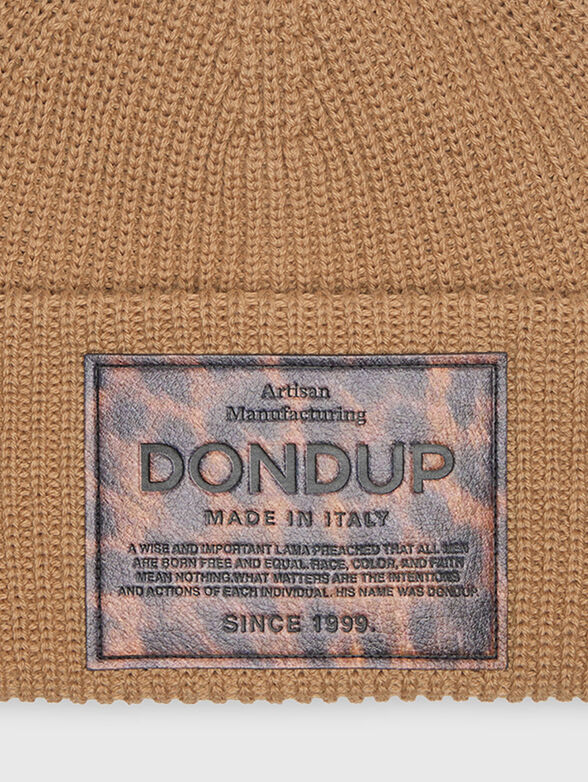 Artisan
Manufacturing
DONDUP
MADE IN ITALY
A WISE AND IMPORTANT LAMA PREACHED THAT ALL MEN
ARE BORN FREE AND EQUAL. RACE, COLOR, AND FAITH
MEAN NOTHING. WHAT MATTERS ARE THE INTENTIONS
AND ACTIONS OF EACH INDIVIDUAL. HIS NAME WAS DONDUP
SINCE 1999.